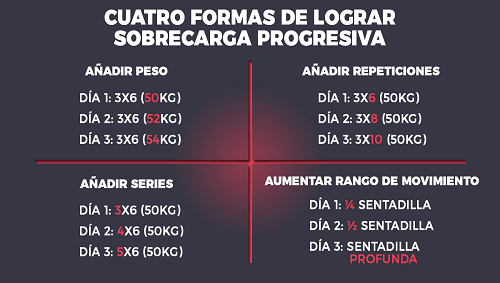 CUATRO FORMAS DE LOGRAR
SOBRECARGA PROGRESIVA
AÑADIR PESO
DÍA 1: 3X6 (50KG)
DÍA 2: 3X6 (52KG)
DÍA 3: 3X6 (54KG)
AÑADIR REPETICIONES
DÍA 1: 3X6 (50KG)
DÍA 2: 3X8 (50KG)
DÍA 3: 3X10 (50KG)
AÑADIR SERIES
DÍA 1: 3X6 (50KG)
DÍA 2: 4X6 (50KG)
DÍA 3: 5X6 (50KG)
AUMENTAR RANGO DE MOVIMIENTO
DÍA 1: ¼ SENTADILLA
DÍA 2: ½ SENTADILLA
DÍA 3: SENTADILLA
PROFUNDA